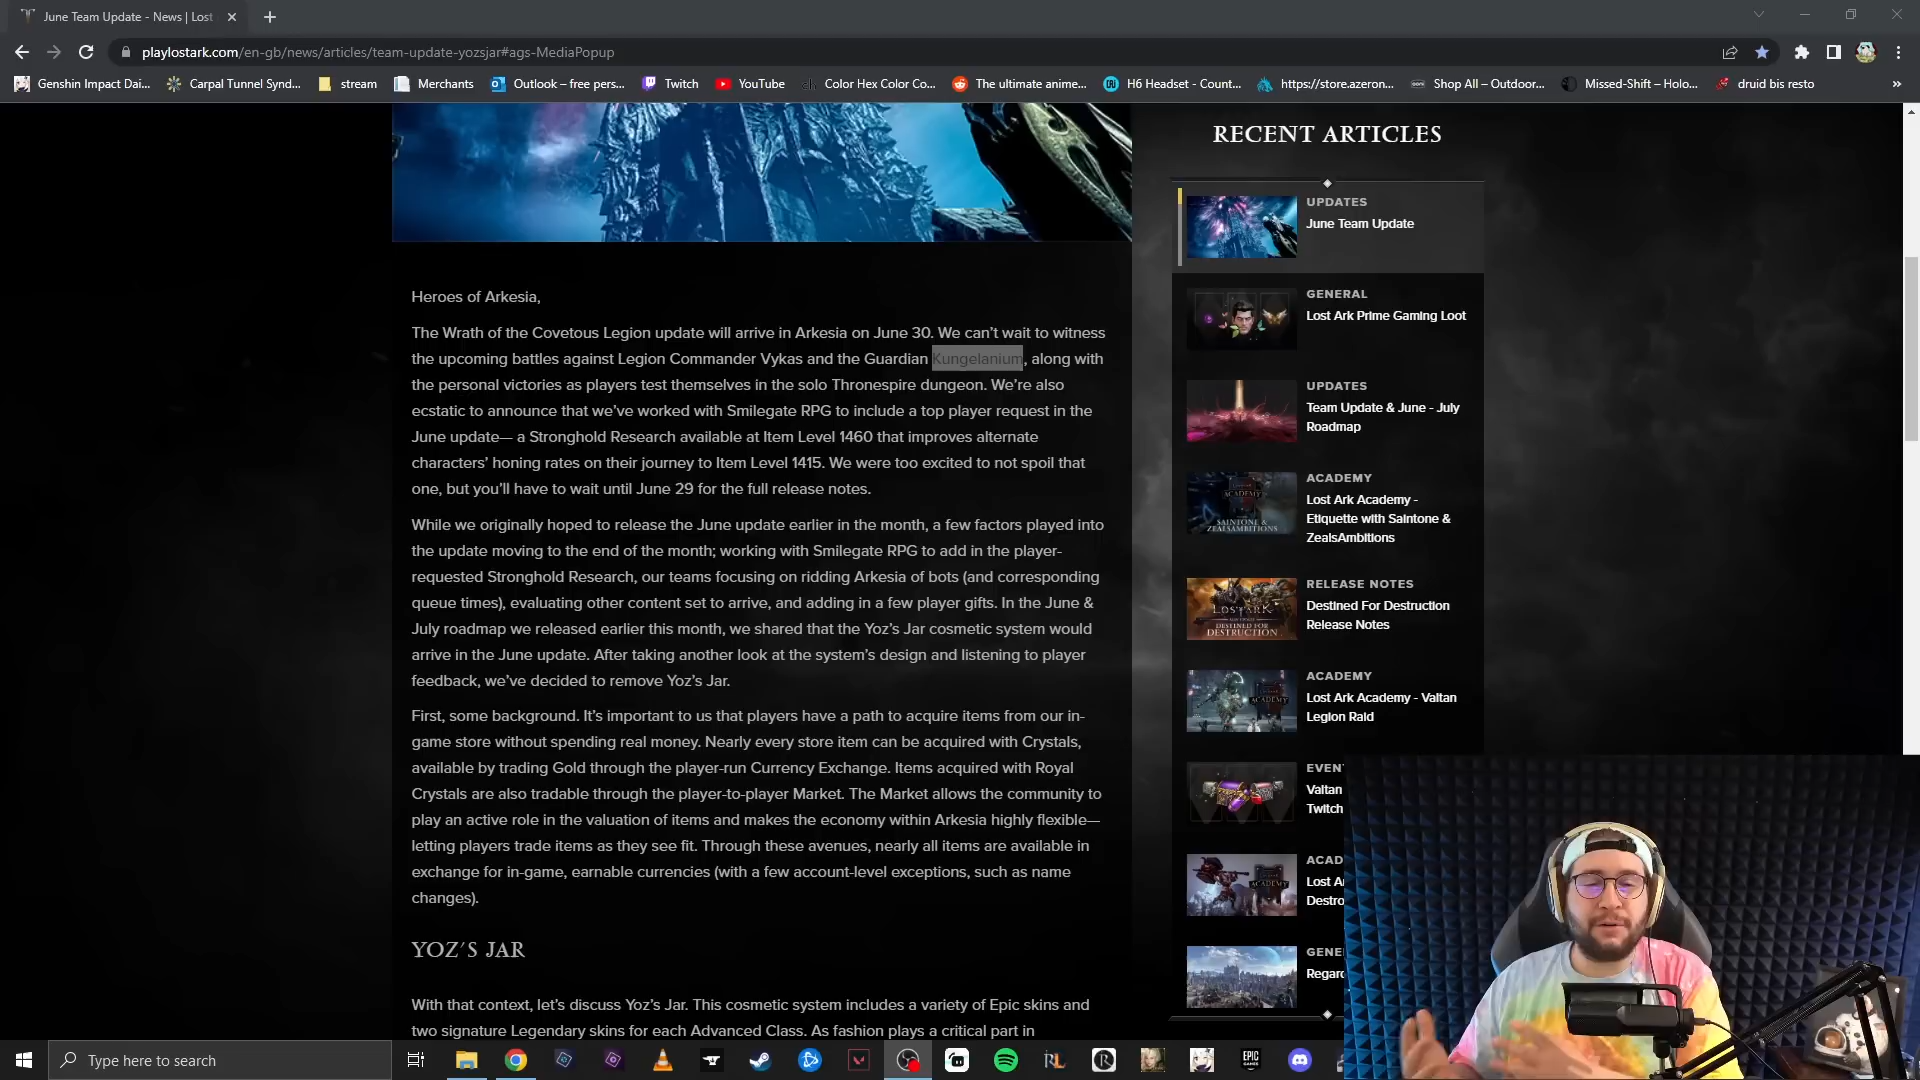 June Team Update - News | Lost
playlostark.com/en-gb/news/articles/team-update-yozsjar#ags-MediaPopup
Genshin Impact Dai...
Carpal Tunnel Synd...
stream
Merchants
Outlook – free pers...
Twitch
YouTube
Color Hex Color Co...
The ultimate anime...
H6 Headset - Count...
https://store.azeron...
Shop All – Outdoor...
Missed-Shift – Holo...
druid bis resto
Heroes of Arkesia,
The Wrath of the Covetous Legion update will arrive in Arkesia on June 30. We can't wait to witness
the upcoming battles against Legion Commander Vykas and the Guardian Kungelanium, along with
the personal victories as players test themselves in the solo Thronespire dungeon. We're also
ecstatic to announce that we've worked with Smilegate RPG to include a top player request in the
June update— a Stronghold Research available at Item Level 1460 that improves alternate
characters' honing rates on their journey to Item Level 1415. We were too excited to not spoil that
one, but you'll have to wait until June 29 for the full release notes.
While we originally hoped to release the June update earlier in the month, a few factors played into
the update moving to the end of the month; working with Smilegate RPG to add in the player-
requested Stronghold Research, our teams focusing on ridding Arkesia of bots (and corresponding
queue times), evaluating other content set to arrive, and adding in a few player gifts. In the June &
July roadmap we released earlier this month, we shared that the Yoz's Jar cosmetic system would
arrive in the June update. After taking another look at the system's design and listening to player
feedback, we've decided to remove Yoz's Jar.
First, some background. It's important to us that players have a path to acquire items from our in-
game store without spending real money. Nearly every store item can be acquired with Crystals,
available by trading Gold through the player-run Currency Exchange. Items acquired with Royal
Crystals are also tradable through the player-to-player Market. The Market allows the community to
play an active role in the valuation of items and makes the economy within Arkesia highly flexible—
letting players trade items as they see fit. Through these avenues, nearly all items are available in
exchange for in-game, earnable currencies (with a few account-level exceptions, such as name
changes).
YOZ'S JAR
With that context, let's discuss Yoz's Jar. This cosmetic system includes a variety of Epic skins and
two signature Legendary skins for each Advanced Class. As fashion plays a critical part in
RECENT ARTICLES
UPDATES
June Team Update
GENERAL
Lost Ark Prime Gaming Loot
UPDATES
Team Update & June - July
Roadmap
ACADEMY
Lost Ark Academy -
Etiquette with Saintone &
ZealsAmbitions
ACADEMY
SAINTONE &
ZEALSAMBITIONS
RELEASE NOTES
Destined For Destruction
Release Notes
LOST ARK
DESTINED FOR
DESTRUCTION
ACADEMY
Lost Ark Academy - Valtan
Legion Raid
ACADEMY
EVEN
Valtan
Twitch
ACAD
Lost A
Destro
ACADEMY
GENE
Regar
Type here to search
EPIC
GAMES